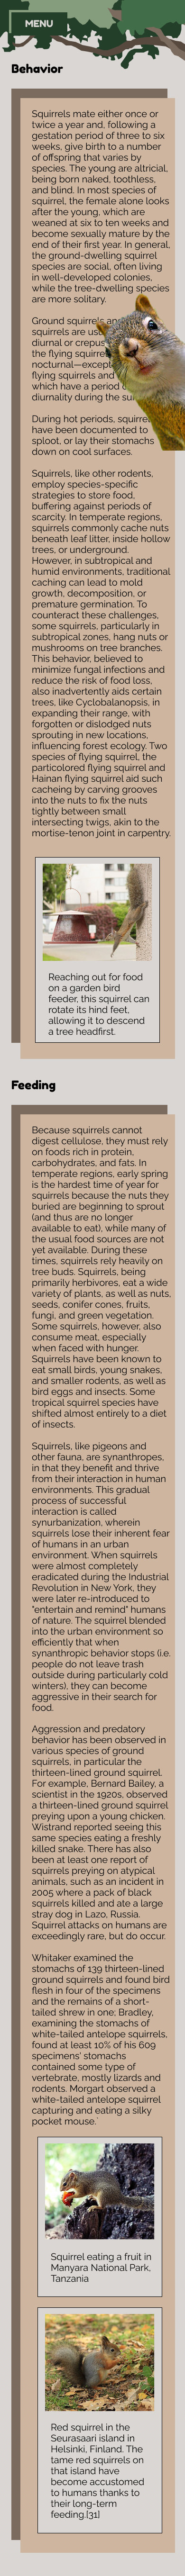 MENU
Behavior
Squirrels mate either once or
twice a year and, following a
gestation period of three to six
weeks, give birth to a number
of offspring that varies by
species. The young are altricial,
being born naked, toothless,
and blind. In most species of
squirrel, the female alone looks
after the young, which are
weaned at six to ten weeks and
become sexually mature by the
end of their first year. In general,
the ground-dwelling squirrel
species are social, often living
in well-developed colonies,
while the tree-dwelling species
are more solitary.
Ground squirrels an
squirrels are usu
diurnal or crepus
the flying squirre
nocturnal—except
flying squirrels and
which have a period o
diurnality during the su
During hot periods, squirre
have been documented to
sploot, or lay their stomachs
down on cool surfaces.
Squirrels, like other rodents,
employ species-specific
strategies to store food,
buffering against periods of
scarcity. In temperate regions,
squirrels commonly cache nuts
beneath leaf litter, inside hollow
trees, or underground.
However, in subtropical and
humid environments, traditional
caching can lead to mold
growth, decomposition, or
premature germination. To
counteract these challenges,
some squirrels, particularly in
subtropical zones, hang nuts or
mushrooms on tree branches.
This behavior, believed to
minimize fungal infections and
reduce the risk of food loss,
also inadvertently aids certain
trees, like Cyclobalanopsis, in
expanding their range, with
forgotten or dislodged nuts
sprouting in new locations,
influencing forest ecology. Two
species of flying squirrel, the
particolored flying squirrel and
Hainan flying squirrel aid such
cacheing by carving grooves
into the nuts to fix the nuts
tightly between small
intersecting twigs, akin to the
mortise-tenon joint in carpentry.
Reaching out for food
on a garden bird
feeder, this squirrel can
rotate its hind feet,
allowing it to descend
a tree headfirst.
Feeding
Because squirrels cannot
digest cellulose, they must rely
on foods rich in protein,
carbohydrates, and fats. In
temperate regions, early spring
is the hardest time of year for
squirrels because the nuts they
buried are beginning to sprout
(and thus are no longer
available to eat), while many of
the usual food sources are not
yet available. During these
times, squirrels rely heavily on
tree buds. Squirrels, being
primarily herbivores, eat a wide
variety of plants, as well as nuts,
seeds, conifer cones, fruits,
fungi, and green vegetation.
Some squirrels, however, also
consume meat, especially
when faced with hunger.
Squirrels have been known to
eat small birds, young snakes,
and smaller rodents, as well as
bird eggs and insects. Some
tropical squirrel species have
shifted almost entirely to a diet
of insects.
Squirrels, like pigeons and
other fauna, are synanthropes,
in that they benefit and thrive
from their interaction in human
environments. This gradual
process of successful
interaction is called
synurbanization, wherein
squirrels lose their inherent fear
of humans in an urban
environment. When squirrels
were almost completely
eradicated during the Industrial
Revolution in New York, they
were later re-introduced to
"entertain and remind" humans
of nature. The squirrel blended
into the urban environment so
efficiently that when
synanthropic behavior stops (i.e.
people do not leave trash
outside during particularly cold
winters), they can become
aggressive in their search for
food.
Aggression and predatory
behavior has been observed in
various species of ground
squirrels, in particular the
thirteen-lined ground squirrel.
For example, Bernard Bailey, a
scientist in the 1920s, observed
a thirteen-lined ground squirrel
preying upon a young chicken.
Wistrand reported seeing this
same species eating a freshly
killed snake. There has also
been at least one report of
squirrels preying on atypical
animals, such as an incident in
2005 where a pack of black
squirrels killed and ate a large
stray dog in Lazo, Russia.
Squirrel attacks on humans are
exceedingly rare, but do occur.
Whitaker examined the
stomachs of 139 thirteen-lined
ground squirrels and found bird
flesh in four of the specimens
and the remains of a short-
tailed shrew in one; Bradley,
examining the stomachs of
white-tailed antelope squirrels,
found at least 10% of his 609
specimens' stomachs
contained some type of
vertebrate, mostly lizards and
rodents. Morgart observed a
white-tailed antelope squirrel
capturing and eating a silky
pocket mouse.
Squirrel eating a fruit in
Manyara National Park,
Tanzania
Red squirrel in the
Seurasaari island in
Helsinki, Finland. The
tame red squirrels on
that island have
become accustomed
to humans thanks to
their long-term
feeding.[31]